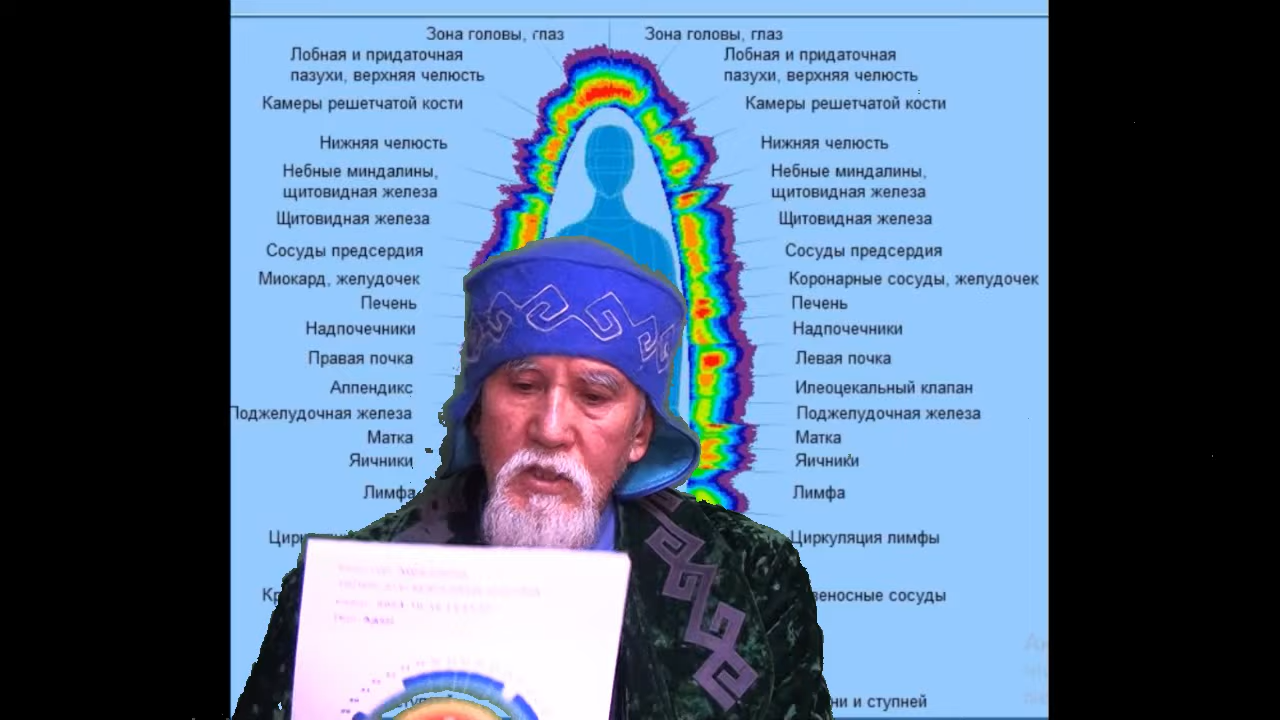 Зона головы, глаз
Лобная и придаточная
пазухи, верхняя челюсть
Камеры решетчатой кости
Нижняя челюсть
Небные миндалины,
щитовидная железа
Щитовидная железа
Сосуды предсердия
Миокард, желудочек
Печень
Надпочечники
Правая почка
Аппендикс
Поджелудочная железа
Матка
Яичники
Лимфа
Зона головы, глаз
Лобная и придаточная
пазухи, верхняя челюсть
Камеры решетчатой кости
Нижняя челюсть
Небные миндалины,
щитовидная железа
Щитовидная железа
Сосуды предсердия
Коронарные сосуды, желудочек
Печень
Надпочечники
Левая почка
Илеоцекальный клапан
Поджелудочная железа
Матка
Яичники
Лимфа
Циркуляция лимфы
сосуды
и ступней